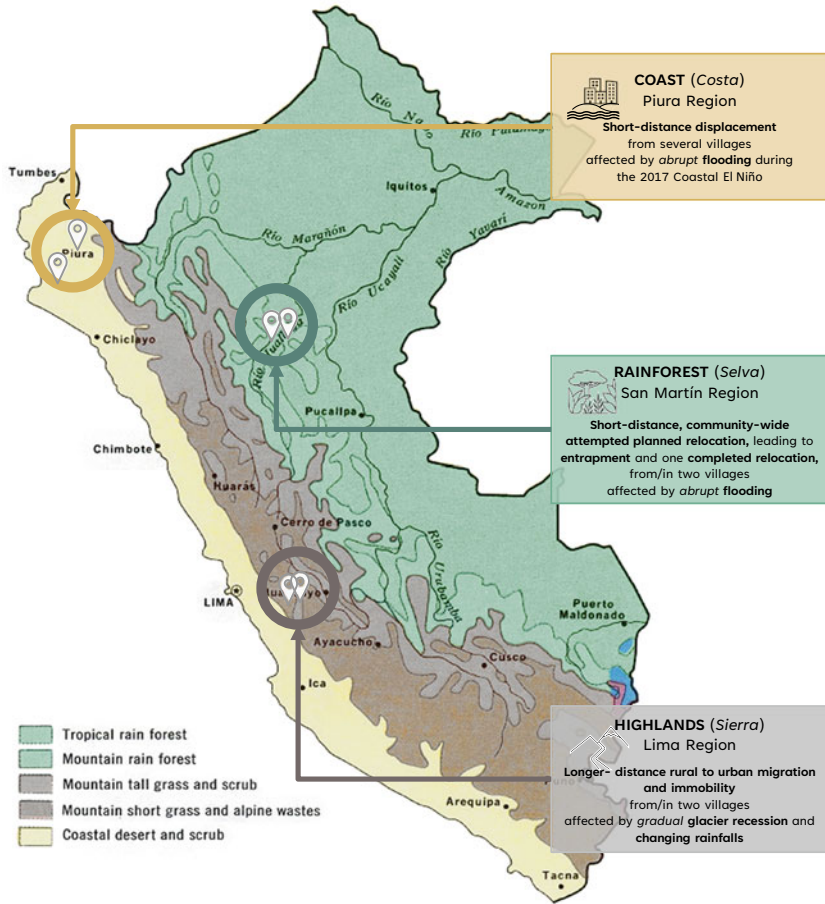 COAST (Costa)
Piura Region
Short-distance displacement
from several villages
affected by abrupt flooding during
the 2017 Coastal El Niño
Río Napo
Río
Tumbes
Iquitos
Amazon
Río Yavari
Río Marañón
Piura
Río Ucayali
Chiclayo
Río
RAINFOREST (Selva)
San Martín Region
Short-distance, community-wide
attempted planned relocation, leading to
entrapment and one completed relocation,
from/in two villages
affected by abrupt flooding
Pucallpa
Chimbote
Huarás
Cerro de Pasco
Río Urubamba
LIMA
Puerto
Maldonado
Ayacucho
Cusco
Ica
HIGHLANDS (Sierra)
Lima Region
Longer- distance rural to urban migration
and immobility
from/in two villages
affected by gradual glacier recession and
changing rainfalls
Tropical rain forest
Mountain rain forest
Mountain tall grass and scrub
Mountain short grass and alpine wastes
Coastal desert and scrub
Arequipa
Tacna